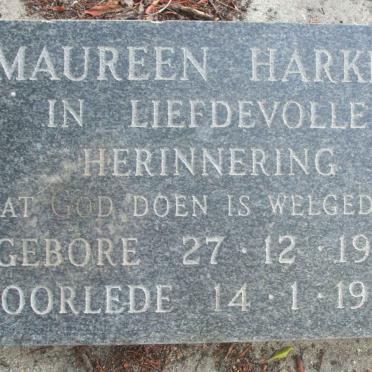 MAUREEN HARK
IN LIEFDEVOLLE
HERINNERING
AT GOD DOEN IS WELGED
GEBORE 27 · 12 · 19
OORLEDE 14 · 1 · 19